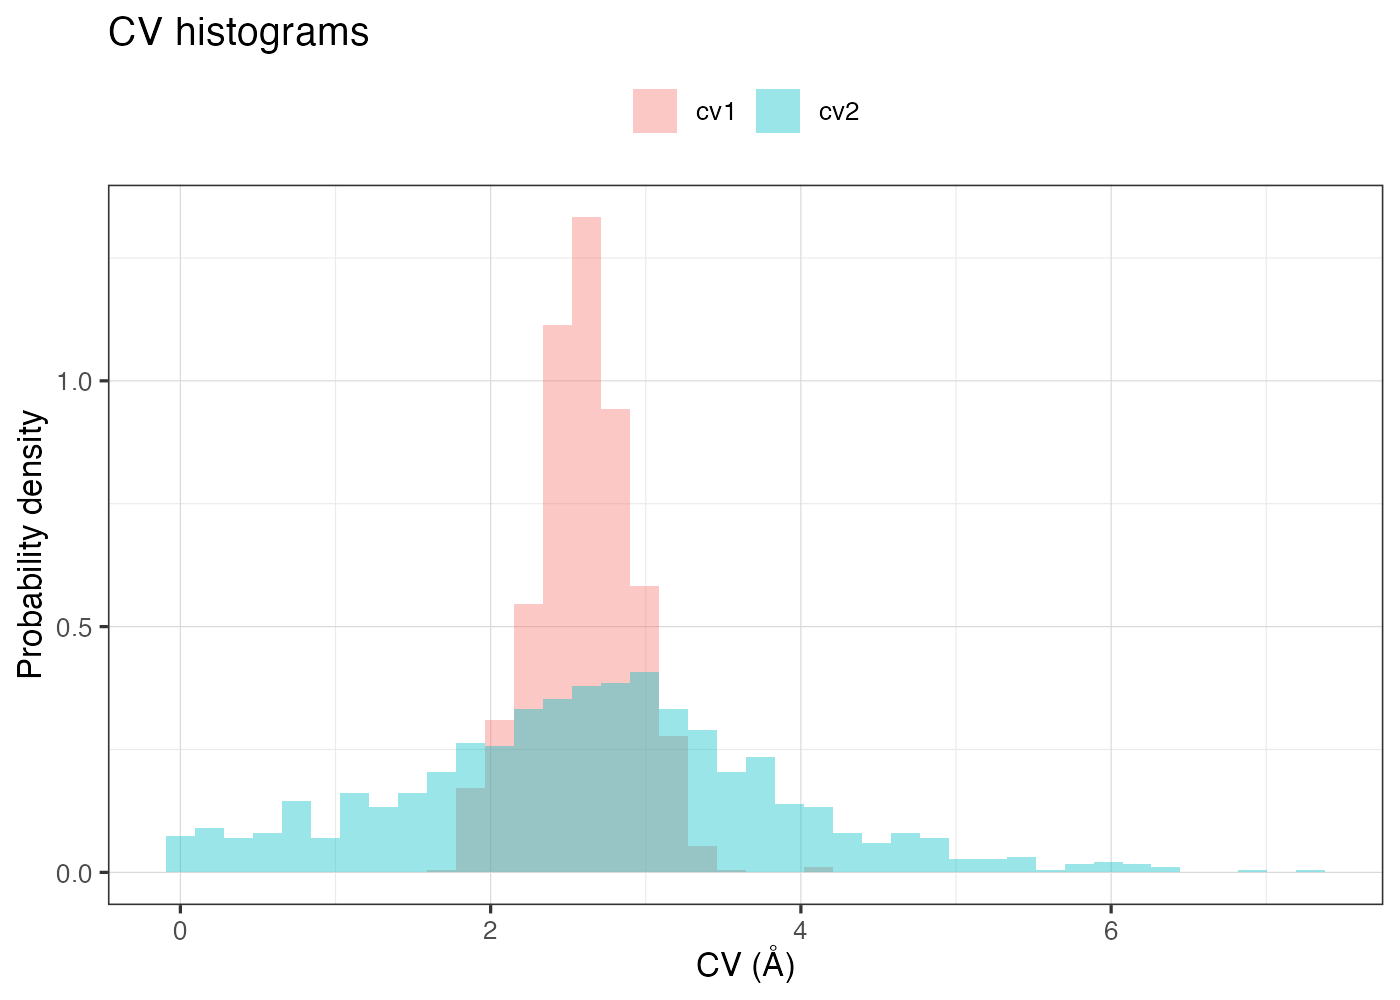 CV histograms
cv1 cv2
Probability density
1.0
0.5
0.0
0 2 4 6
CV (Å)